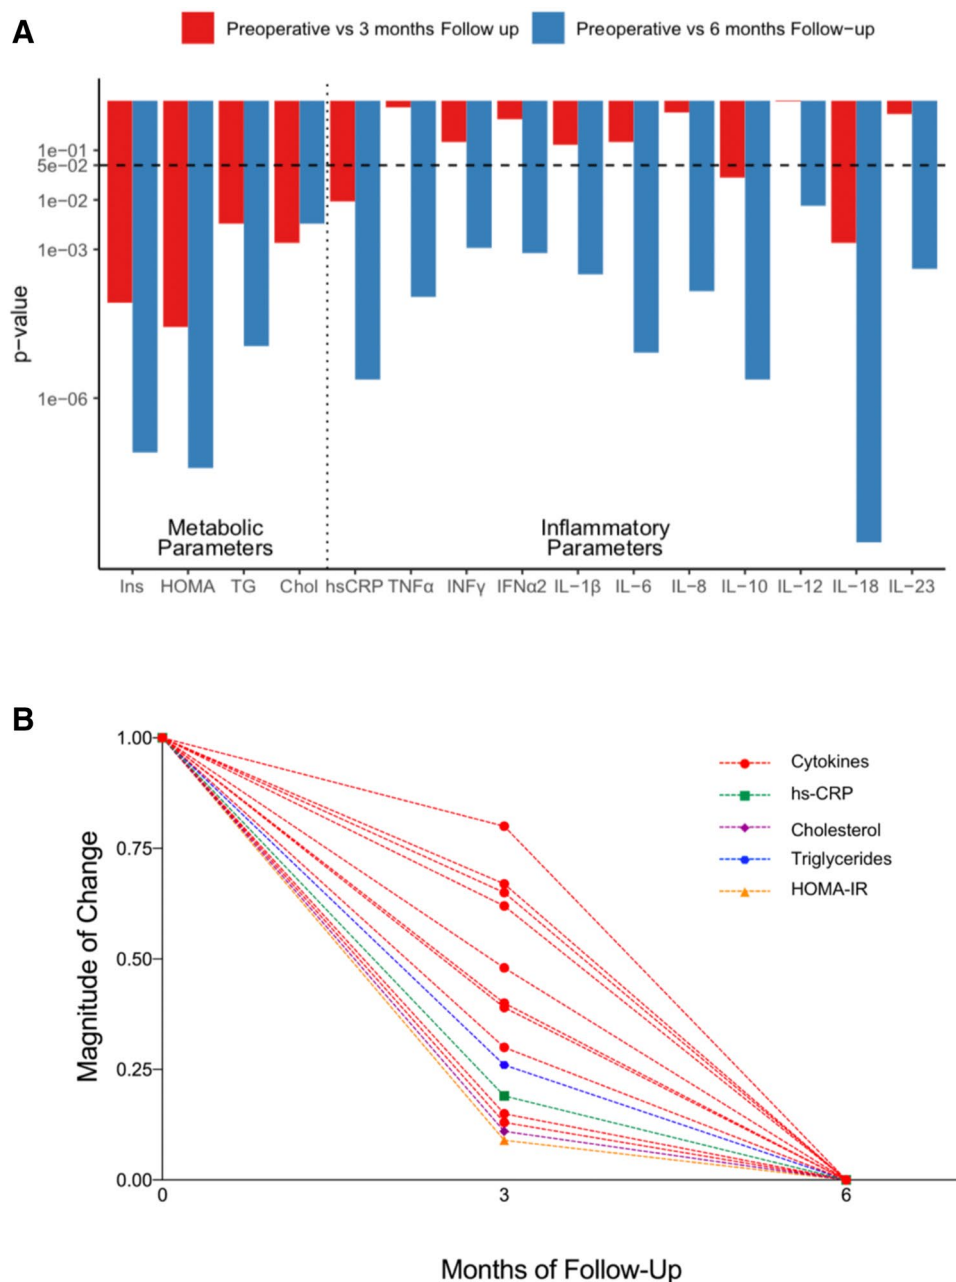 A
Preoperative vs 3 months Follow up
Preoperative vs 6 months Follow−up
p−value
1e−01
5e−02
1e−02
1e−03
1e−06
Metabolic
Parameters
Inflammatory
Parameters
Ins HOMA TG Chol hsCRP TNFα INFγ IFNα2 IL−1β IL−6 IL−8 IL−10 IL−12 IL−18 IL−23
B
Magnitude of Change
1.00
0.75
0.50
0.25
0.00
Cytokines
hs-CRP
Cholesterol
Triglycerides
HOMA-IR
0 3 6
Months of Follow-Up